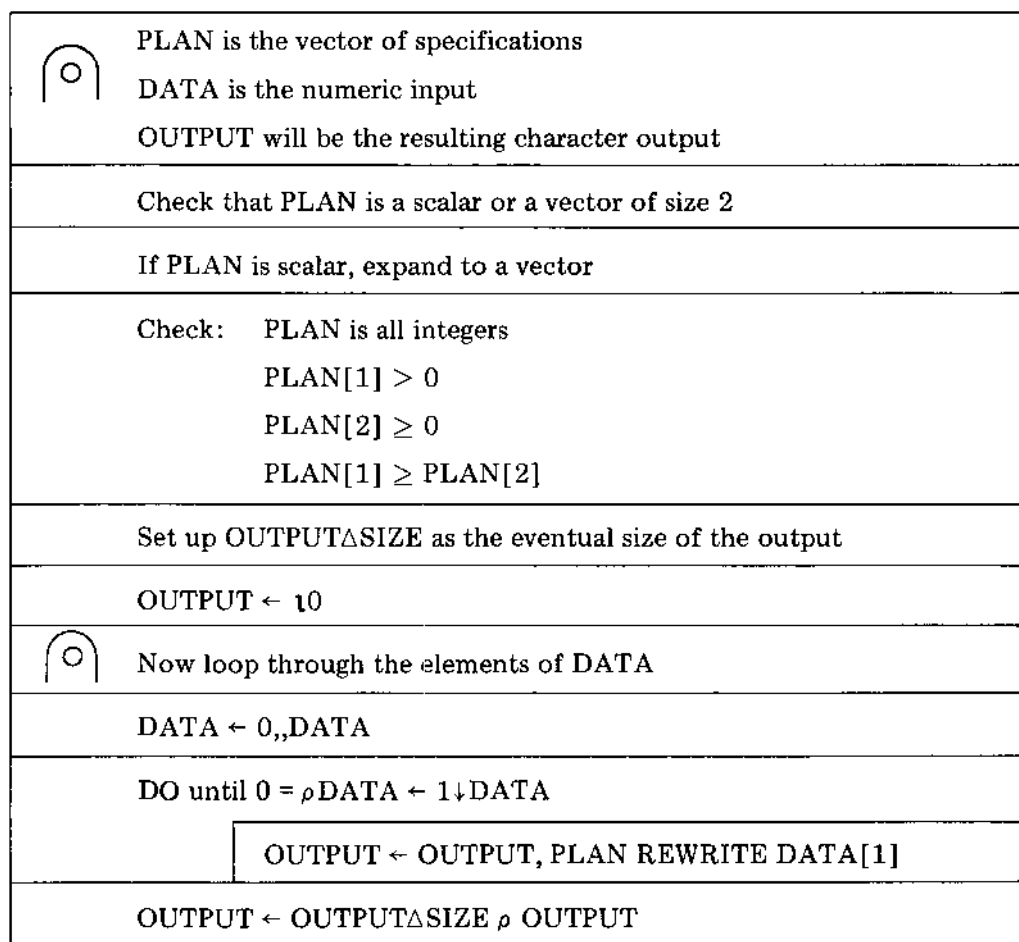 ⍝ PLAN is the vector of specifications
DATA is the numeric input
OUTPUT will be the resulting character output
Check that PLAN is a scalar or a vector of size 2
If PLAN is scalar, expand to a vector
Check: PLAN is all integers
PLAN[1] > 0
PLAN[2] ≥ 0
PLAN[1] ≥ PLAN[2]
Set up OUTPUT∆SIZE as the eventual size of the output
OUTPUT ← ⍳0
⍝ Now loop through the elements of DATA
DATA ← 0,,DATA
DO until 0 = ⍴DATA ← 1↓DATA
OUTPUT ← OUTPUT, PLAN REWRITE DATA[1]
OUTPUT ← OUTPUT∆SIZE ⍴ OUTPUT